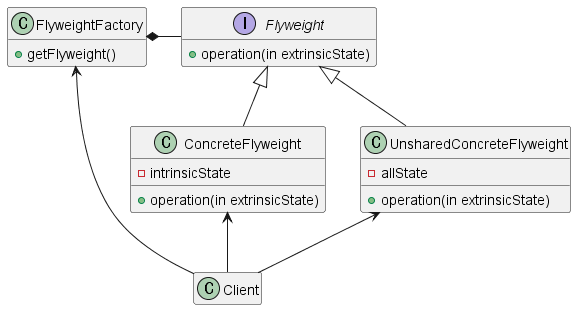 C FlyweightFactory
getFlyweight()
I Flyweight
operation(in extrinsicState)
C ConcreteFlyweight
intrinsicState
operation(in extrinsicState)
C UnsharedConcreteFlyweight
allState
operation(in extrinsicState)
C Client